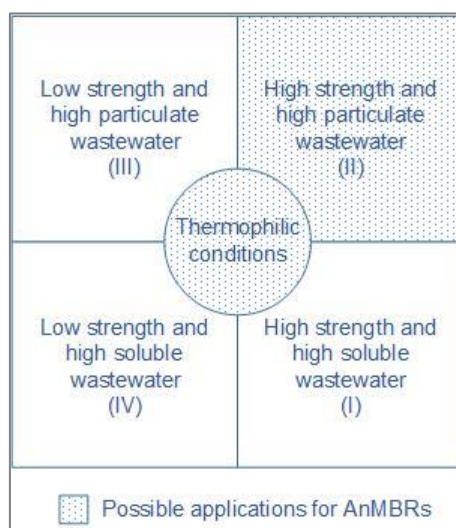 Low strength and
high particulate
wastewater
(III)
High strength and
high particulate
wastewater
(II)
Thermophilic
conditions
Low strength and
high soluble
wastewater
(IV)
High strength and
high soluble
wastewater
(I)
Possible applications for AnMBRs